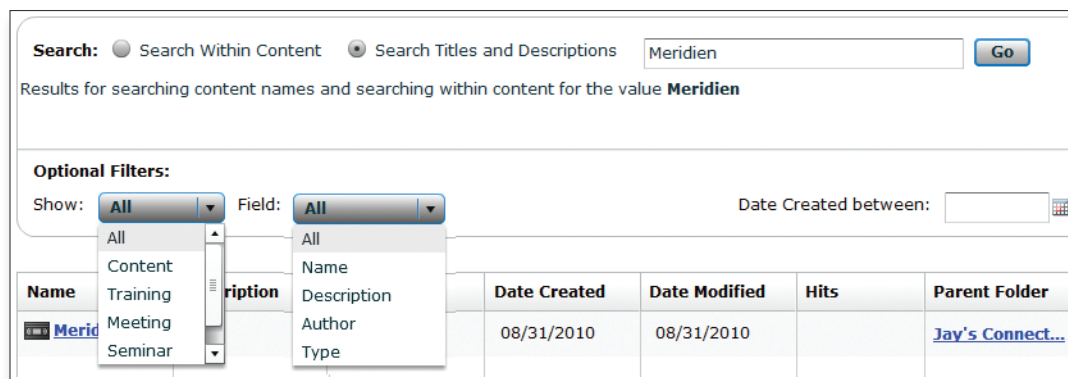 Search: Search Within Content Search Titles and Descriptions Meridien Go
Results for searching content names and searching within content for the value Meridien
Optional Filters:
Show: All Field: All Date Created between:
All All
Content Name
Training Description
Meeting Author
Seminar Type
Name ription Date Created Date Modified Hits Parent Folder
Merid 08/31/2010 08/31/2010 Jay's Connect...